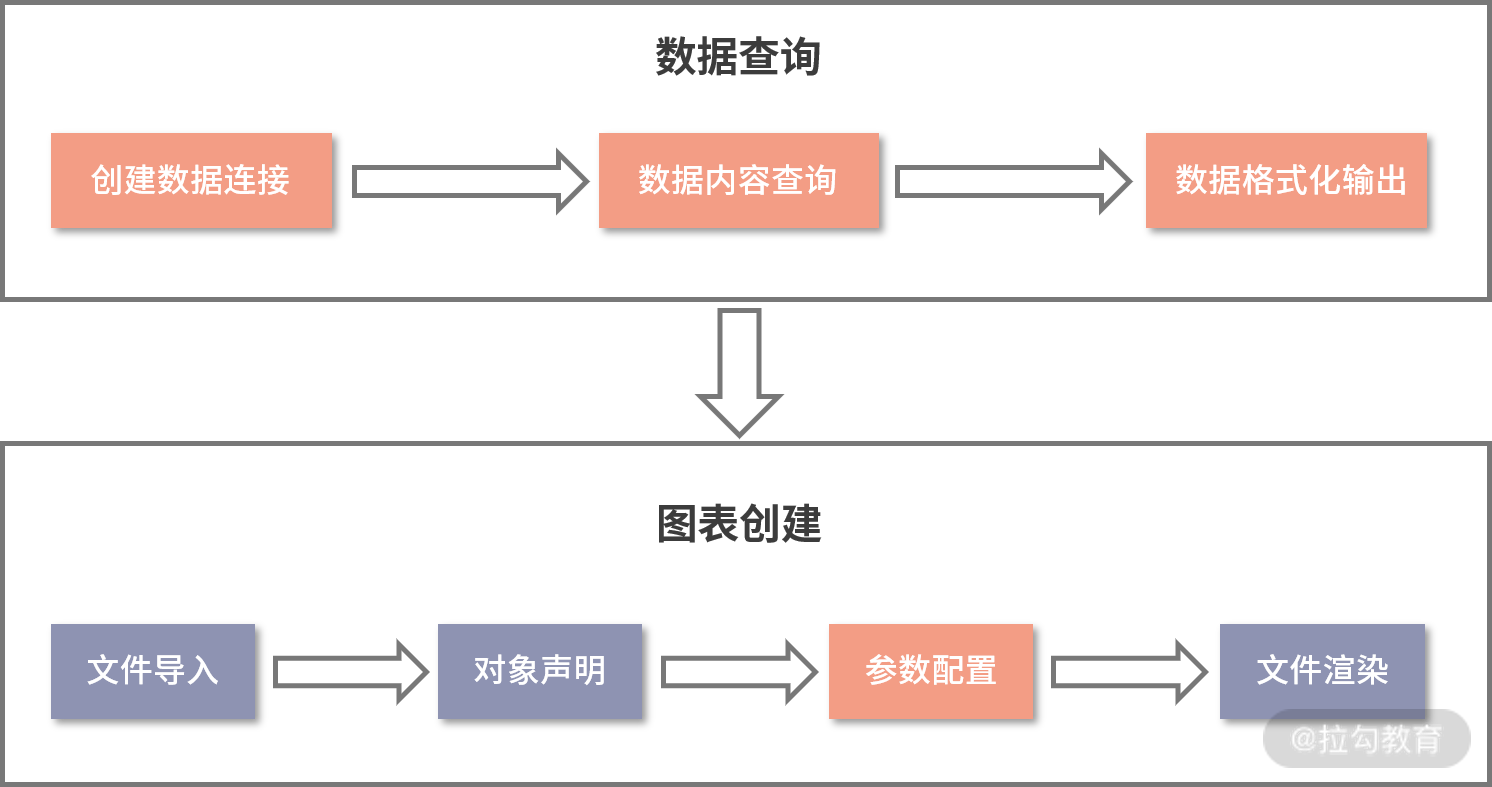 数据查询
创建数据连接
数据内容查询
数据格式化输出
图表创建
文件导入
对象声明
参数配置
文件渲染
@拉勾教育